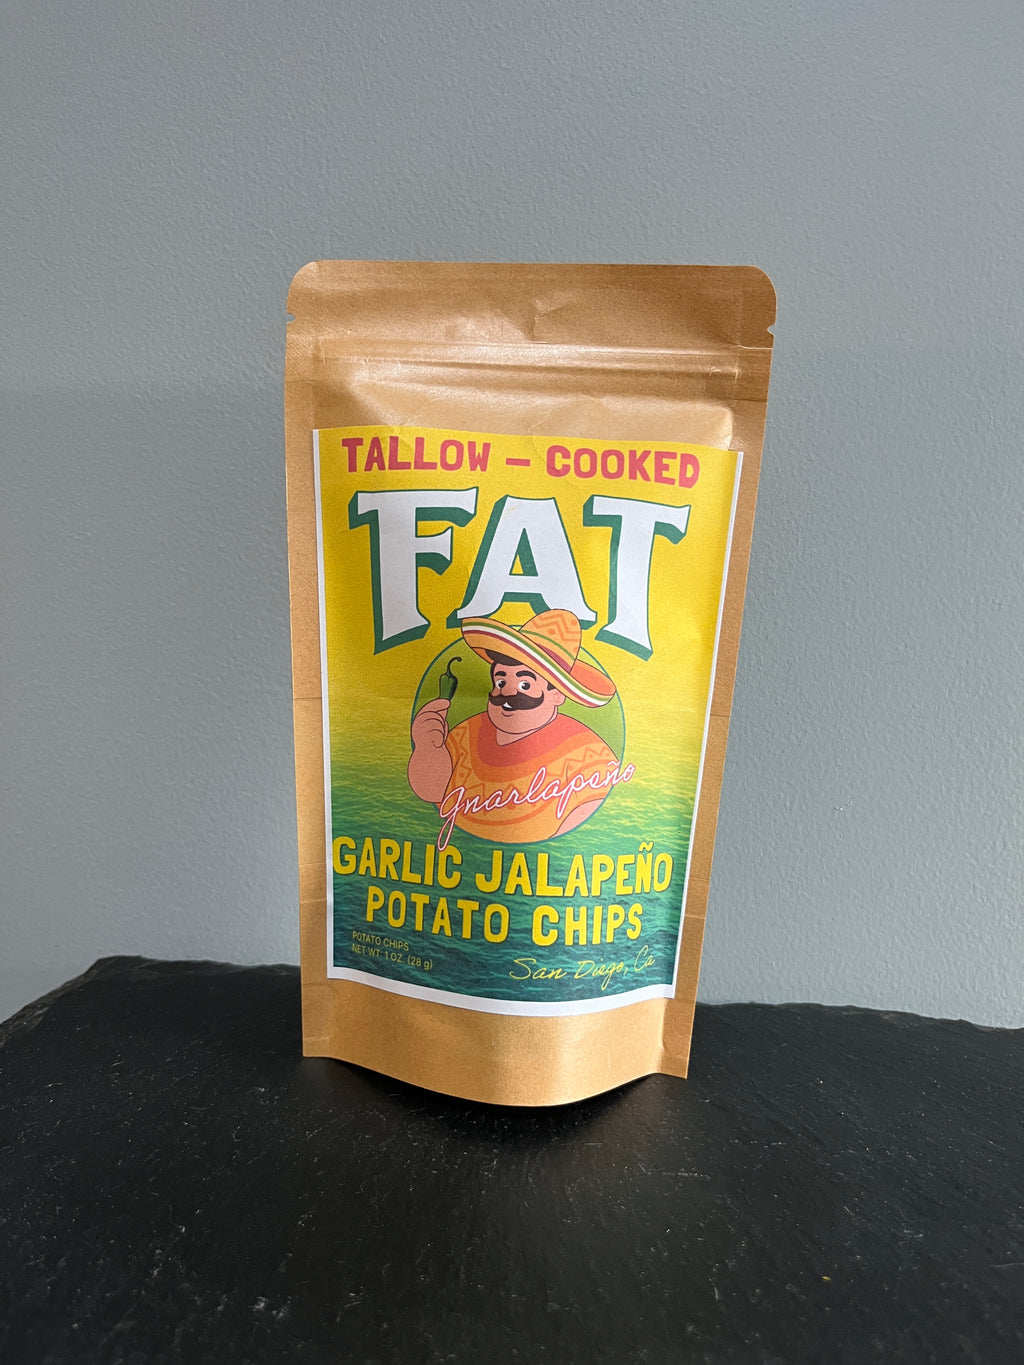 TALLOW – COOKED
FAT
Gnarlapeño
GARLIC JALAPEÑO
POTATO CHIPS
POTATO CHIPS
NET WT. 1 OZ. (28 g)
San Diego, Ca